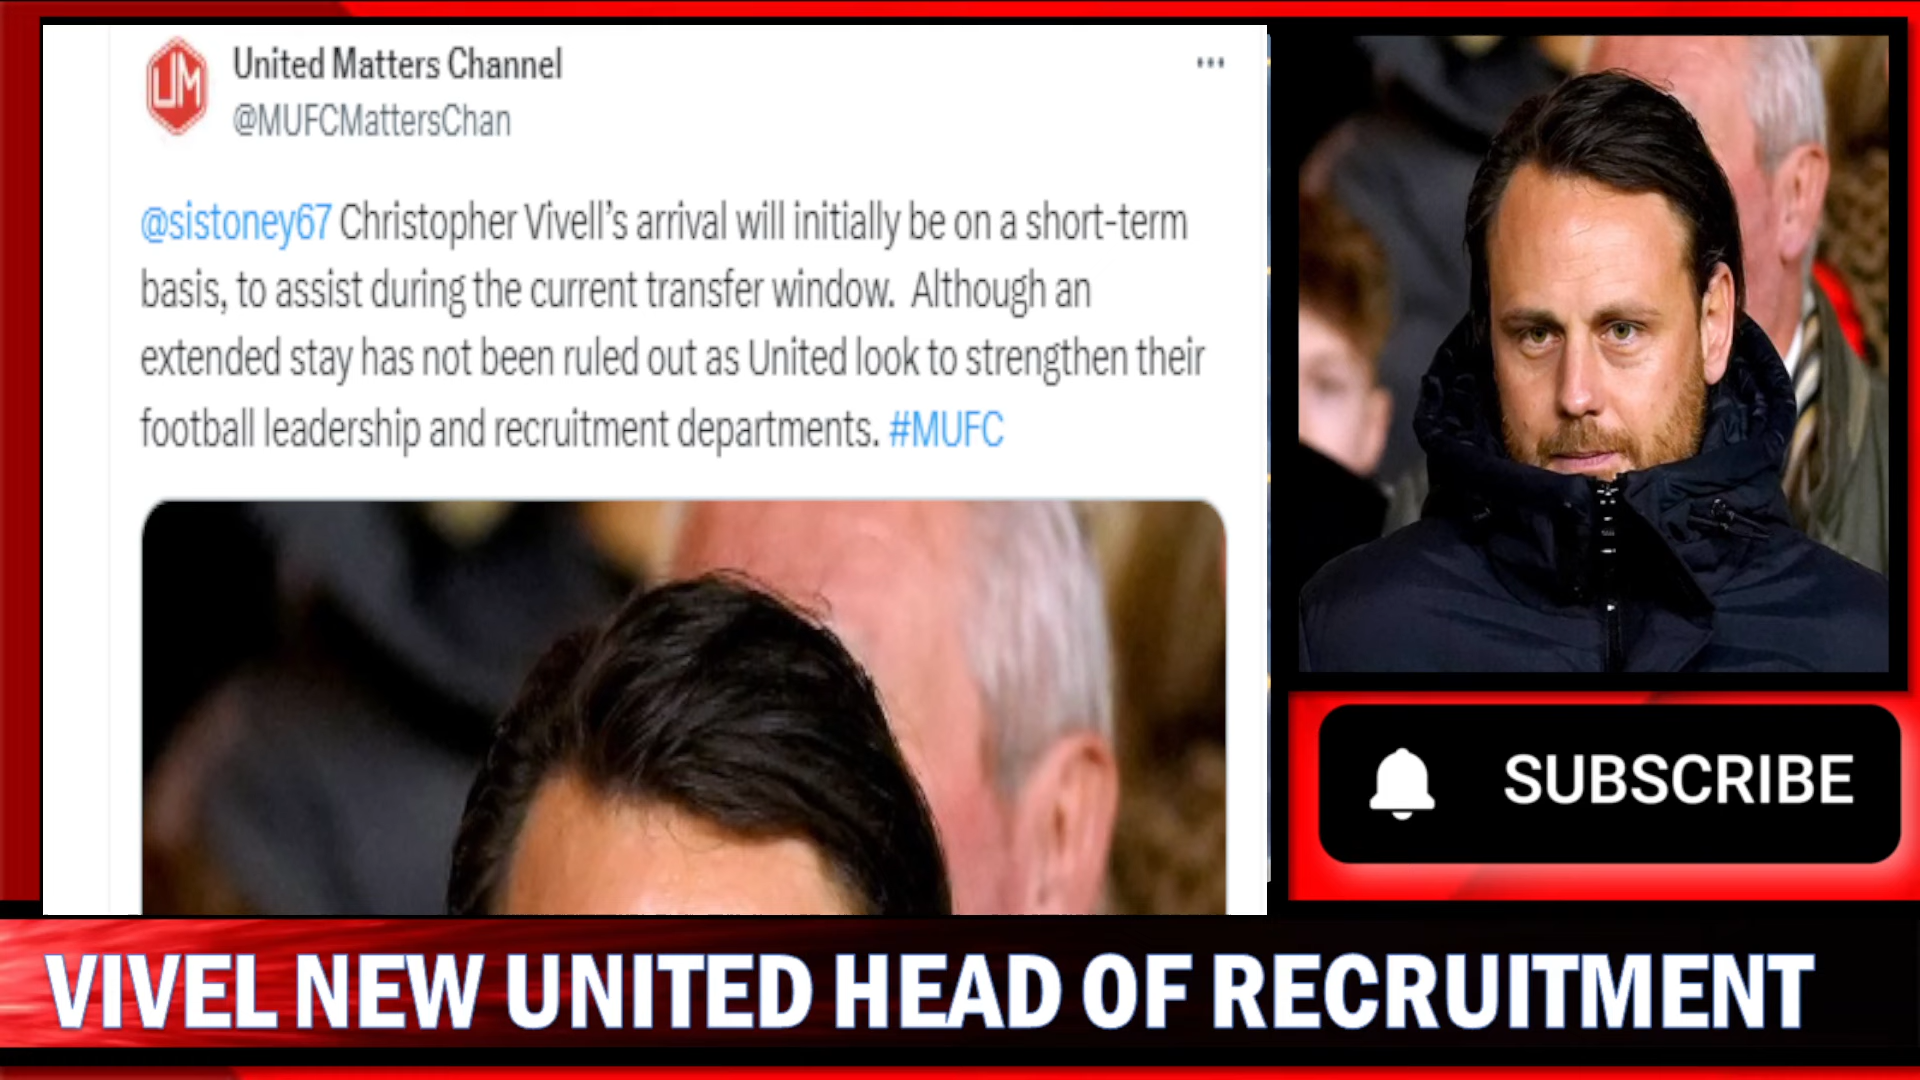 United Matters Channel
@MUFCMattersChan
@sistoney67 Christopher Vivell’s arrival will initially be on a short-term
basis, to assist during the current transfer window.  Although an
extended stay has not been ruled out as United look to strengthen their
football leadership and recruitment departments. #MUFC
UM
SUBSCRIBE
VIVEL NEW UNITED HEAD OF RECRUITMENT